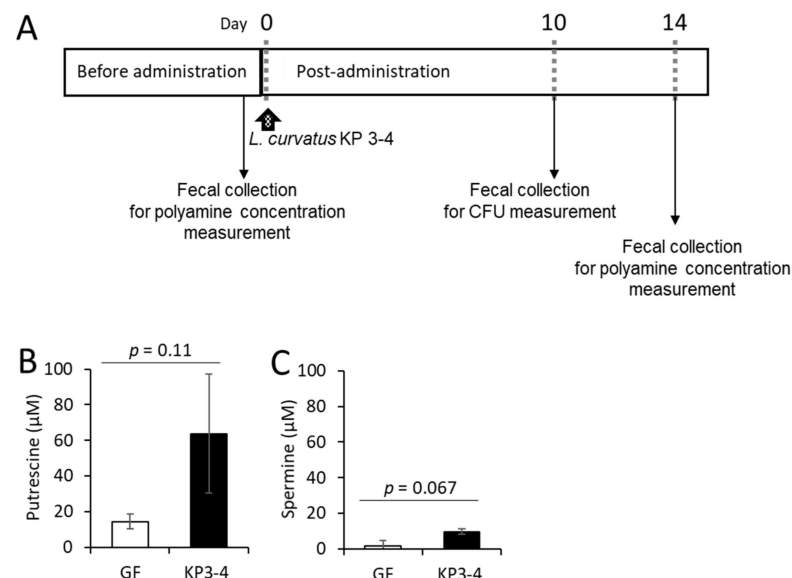 A
Day 0 10 14
Before administration Post-administration
L. curvatus KP 3-4
Fecal collection
for polyamine concentration
measurement
Fecal collection
for CFU measurement
Fecal collection
for polyamine concentration
measurement
B
p = 0.11
Putrescine (μM)
100
80
60
40
20
0
GF KP3-4
C
p = 0.067
Spermine (μM)
100
80
60
40
20
0
GF KP3-4